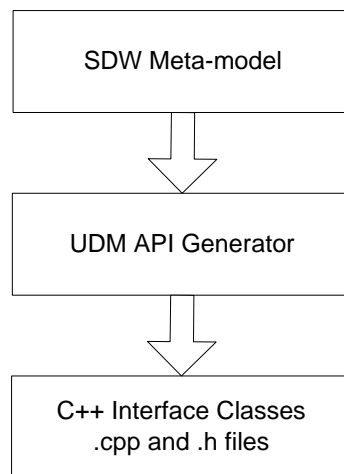 SDW Meta-model
UDM API Generator
C++ Interface Classes
.cpp and .h files